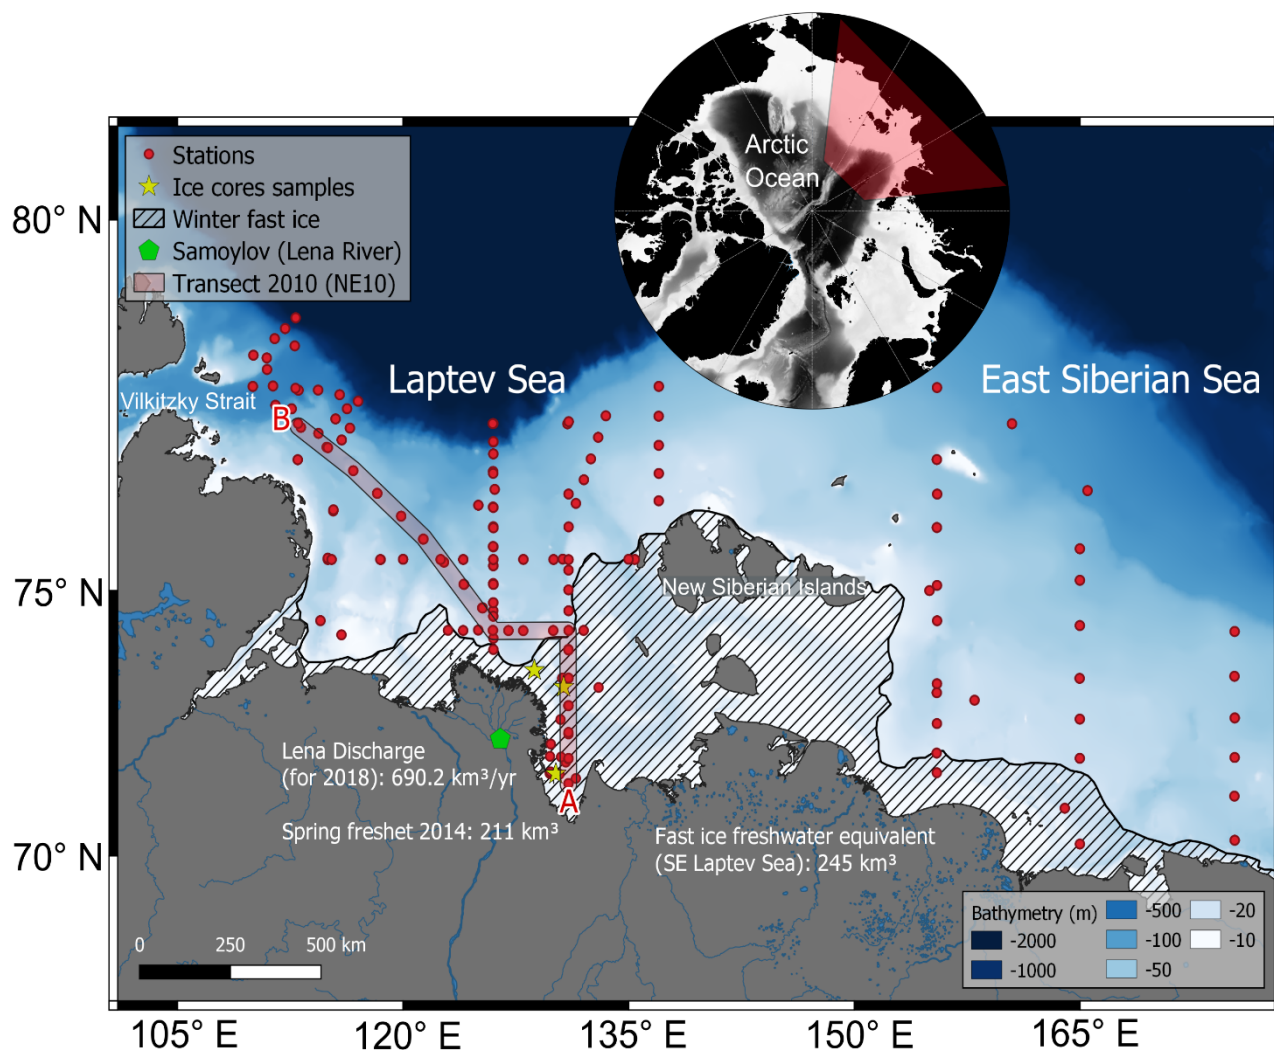 Arctic
Ocean
Stations
Ice cores samples
Winter fast ice
Samoylov (Lena River)
Transect 2010 (NE10)
80° N
75° N
70° N
Laptev Sea
East Siberian Sea
Vilkitzky Strait
B
New Siberian Islands
A
Lena Discharge
(for 2018): 690.2 km³/yr
Spring freshet 2014: 211 km³
Fast ice freshwater equivalent
(SE Laptev Sea): 245 km³
0 250 500 km
Bathymetry (m)
-2000
-1000
-500
-100
-50
-20
-10
105° E 120° E 135° E 150° E 165° E